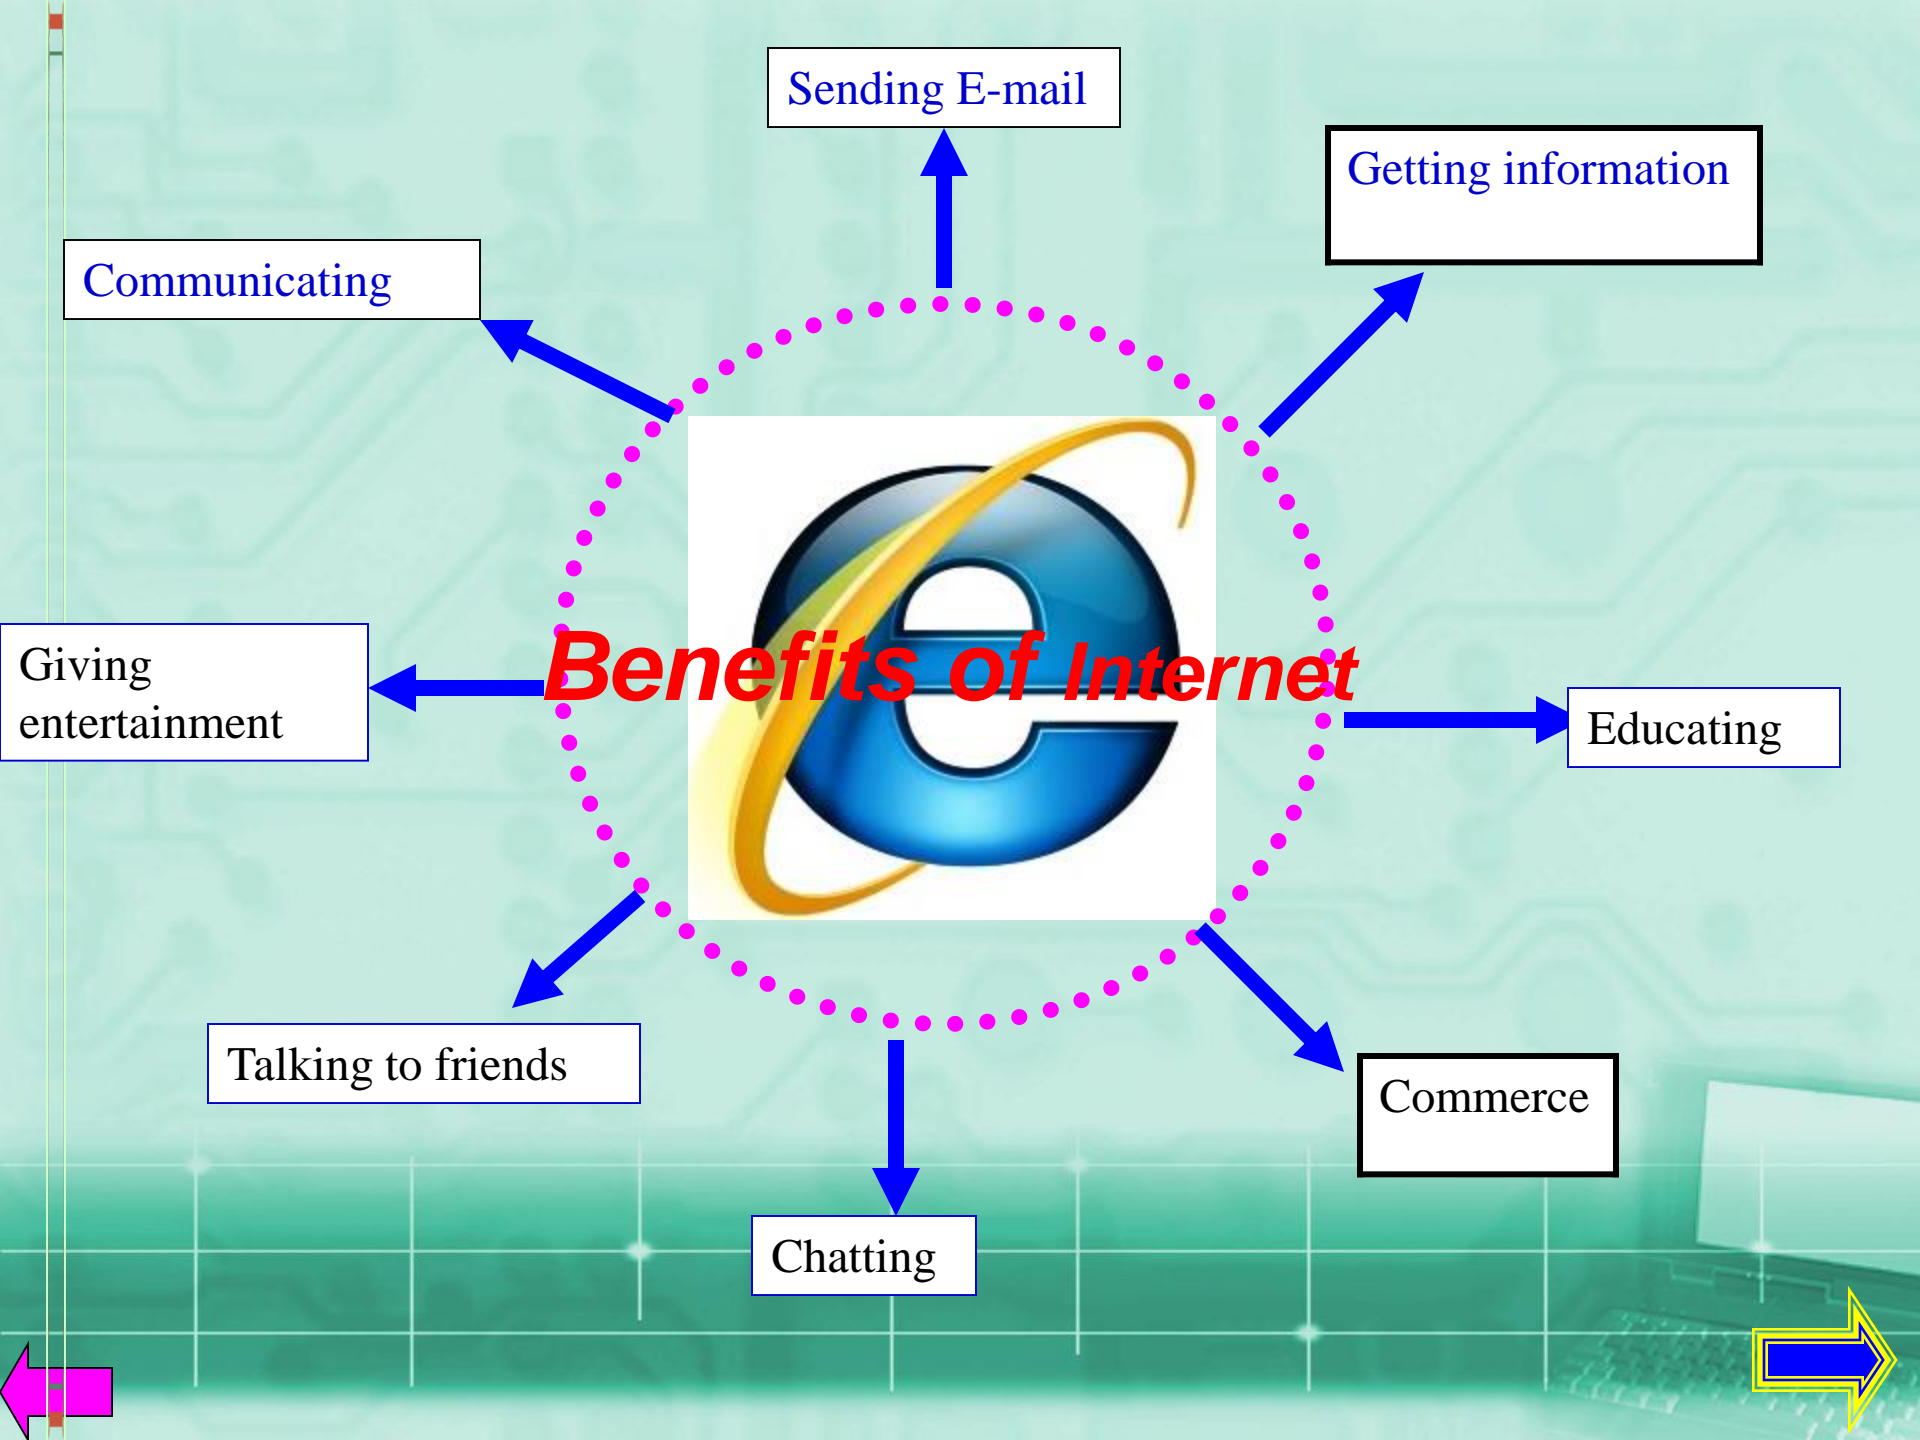 Sending E-mail
Getting information
Communicating
Benefits of Internet
Giving
entertainment
Educating
Talking to friends
Commerce
Chatting